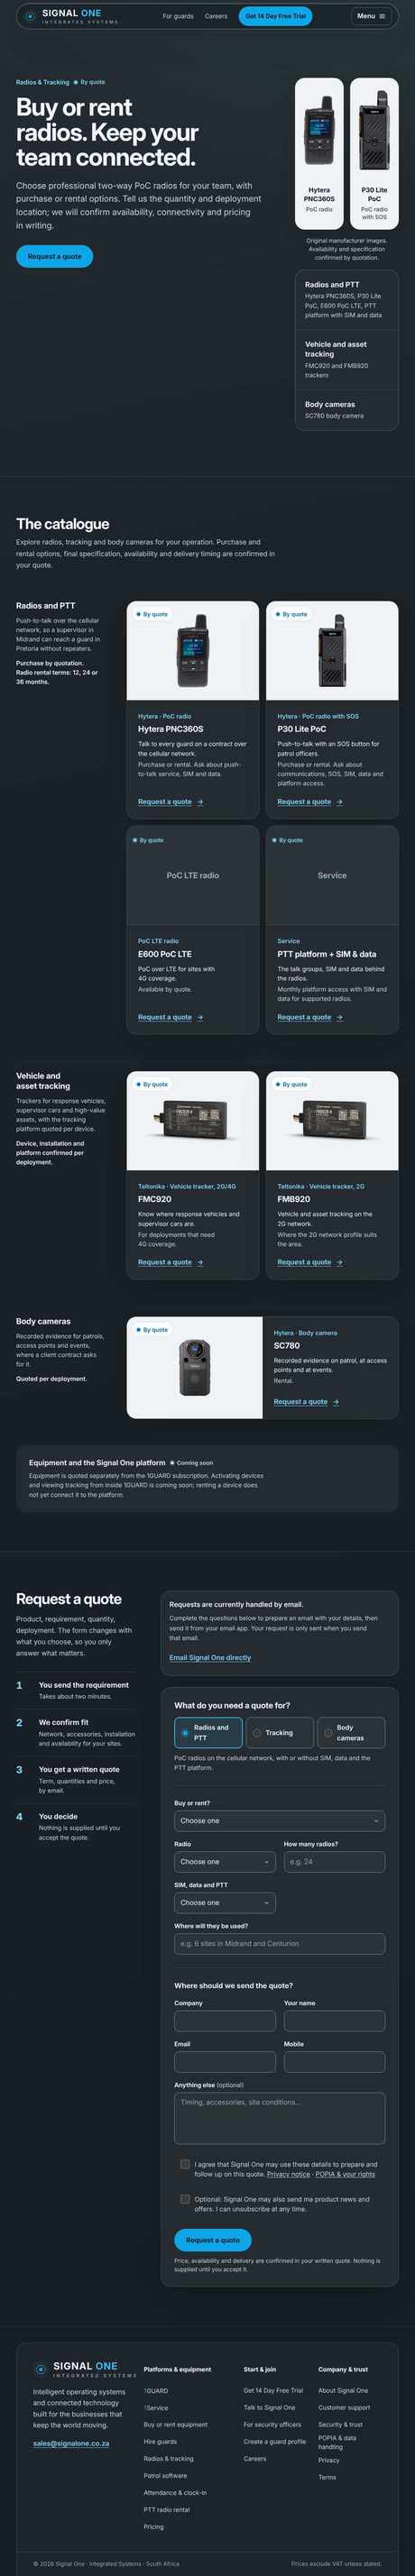 SIGNAL ONE
INTEGRATED SYSTEMS
For guards
Careers
Get 14 Day Free Trial
Menu
Radios & Tracking
By quote
Buy or rent
radios. Keep your
team connected.
Choose professional two-way PoC radios for your team, with
purchase or rental options. Tell us the quantity and deployment
location; we will confirm availability, connectivity and pricing
in writing.
Request a quote
Hytera
PNC360S
PoC radio
P30 Lite
PoC
PoC radio
with SOS
Original manufacturer images.
Availability and specification
confirmed by quotation.
Radios and PTT
Hytera PNC360S, P30 Lite
PoC, E600 PoC LTE, PTT
platform with SIM and data
Vehicle and asset
tracking
FMC920 and FMB920
trackers
Body cameras
SC780 body camera
The catalogue
Explore radios, tracking and body cameras for your operation. Purchase and
rental options, final specification, availability and delivery timing are confirmed in
your quote.
Radios and PTT
Push-to-talk over the cellular
network, so a supervisor in
Midrand can reach a guard in
Pretoria without repeaters.
Purchase by quotation.
Radio rental terms: 12, 24 or
36 months.
By quote
Hytera · PoC radio
Hytera PNC360S
Talk to every guard on a contract over
the cellular network.
Purchase or rental. Ask about push-
to-talk service, SIM and data.
Request a quote →
By quote
Hytera · PoC radio with SOS
P30 Lite PoC
Push-to-talk with an SOS button for
patrol officers.
Purchase or rental. Ask about
communications, SOS, SIM, data and
platform access.
Request a quote →
By quote
PoC LTE radio
PoC LTE radio
E600 PoC LTE
PoC over LTE for sites with
4G coverage.
Available by quote.
Request a quote →
By quote
Service
Service
PTT platform + SIM & data
The talk groups, SIM and data behind
the radios.
Monthly platform access with SIM and
data for supported radios.
Request a quote →
Vehicle and
asset tracking
Trackers for response vehicles,
supervisor cars and high-value
assets, with the tracking
platform quoted per device.
Device, installation and
platform confirmed per
deployment.
By quote
Teltonika · Vehicle tracker, 2G/4G
FMC920
Know where response vehicles and
supervisor cars are.
For deployments that need
4G coverage.
Request a quote →
By quote
Teltonika · Vehicle tracker, 2G
FMB920
Vehicle and asset tracking on the
2G network.
Where the 2G network profile suits
the area.
Request a quote →
Body cameras
Recorded evidence for patrols,
access points and events,
where a client contract asks
for it.
Quoted per deployment.
By quote
Hytera · Body camera
SC780
Recorded evidence on patrol, at access
points and at events.
Rental.
Request a quote →
Equipment and the Signal One platform
Coming soon
Equipment is quoted separately from the 1GUARD subscription. Activating devices
and viewing tracking from inside 1GUARD is coming soon; renting a device does
not yet connect it to the platform.
Request a quote
Product, requirement, quantity,
deployment. The form changes with
what you choose, so you only
answer what matters.
1 You send the requirement
Takes about two minutes.
2 We confirm fit
Network, accessories, installation
and availability for your sites.
3 You get a written quote
Term, quantities and price,
by email.
4 You decide
Nothing is supplied until you
accept the quote.
Requests are currently handled by email.
Complete the questions below to prepare an email with your details, then
send it from your email app. Your request is only sent when you send
that email.
Email Signal One directly
What do you need a quote for?
Radios and
PTT
Tracking
Body
cameras
PoC radios on the cellular network, with or without SIM, data and the
PTT platform.
Buy or rent?
Choose one
Radio
How many radios?
Choose one
e.g. 24
SIM, data and PTT
Choose one
Where will they be used?
e.g. 6 sites in Midrand and Centurion
Where should we send the quote?
Company
Your name
Email
Mobile
Anything else (optional)
Timing, accessories, site conditions...
I agree that Signal One may use these details to prepare and
follow up on this quote. Privacy notice · POPIA & your rights
Optional: Signal One may also send me product news and
offers. I can unsubscribe at any time.
Request a quote
Price, availability and delivery are confirmed in your written quote. Nothing is
supplied until you accept it.
SIGNAL ONE
INTEGRATED SYSTEMS
Intelligent operating systems
and connected technology
built for the businesses that
keep the world moving.
sales@signalone.co.za
Platforms & equipment
1GUARD
1Service
Buy or rent equipment
Hire guards
Radios & tracking
Patrol software
Attendance & clock-in
PTT radio rental
Pricing
Start & join
Get 14 Day Free Trial
Talk to Signal One
For security officers
Create a guard profile
Careers
Company & trust
About Signal One
Customer support
Security & trust
POPIA & data
handling
Privacy
Terms
© 2026 Signal One · Integrated Systems · South Africa
Prices exclude VAT unless stated.